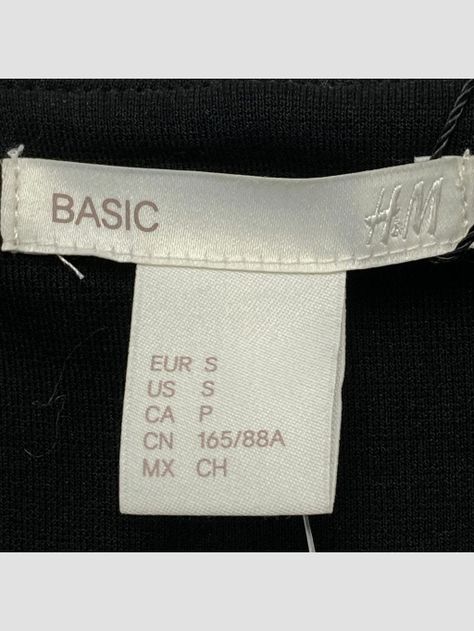 BASIC H&M
EUR S
US S
CA P
CN 165/88A
MX CH